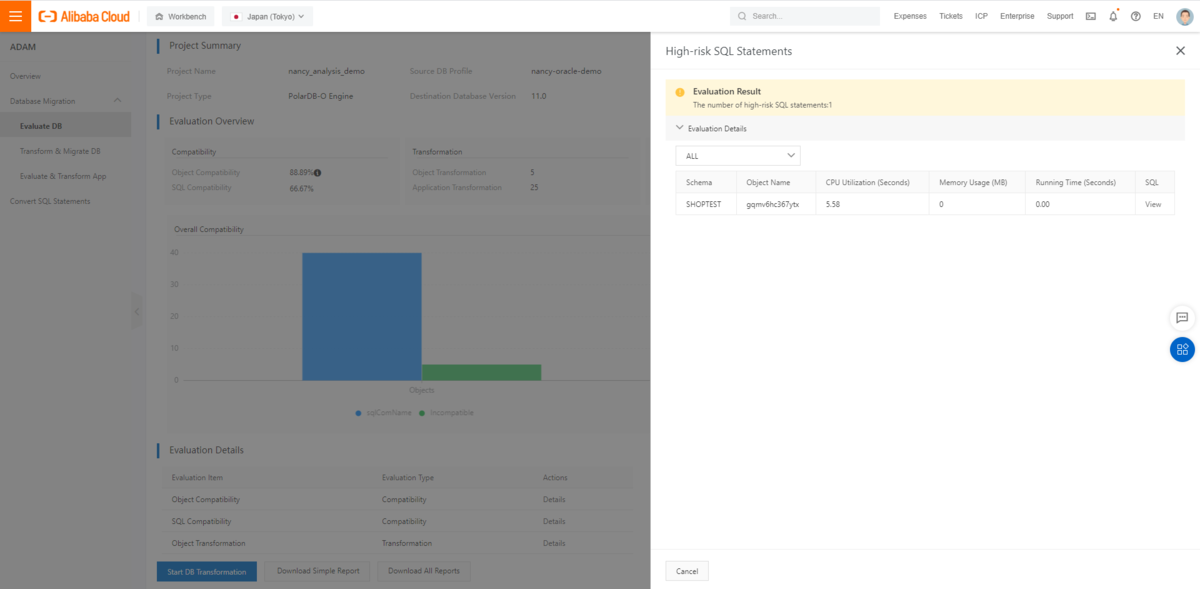 Alibaba Cloud Workbench Japan (Tokyo) Search... Expenses Tickets ICP Enterprise Support EN
ADAM
Overview
Database Migration
Evaluate DB
Transform & Migrate DB
Evaluate & Transform App
Convert SQL Statements
Project Summary
Project Name nancy_analysis_demo Source DB Profile nancy-oracle-demo
Project Type PolarDB-O Engine Destination Database Version 11.0
Evaluation Overview
Compatibility
Object Compatibility 88.89%
SQL Compatibility 66.67%
Transformation
Object Transformation 5
Application Transformation 25
Overall Compatibility
40
30
20
10
0
Objects
sqlComName Incompatible
Evaluation Details
Evaluation Item Evaluation Type Actions
Object Compatibility Compatibility Details
SQL Compatibility Compatibility Details
Object Transformation Transformation Details
Start DB Transformation Download Simple Report Download All Reports
High-risk SQL Statements
Evaluation Result
The number of high-risk SQL statements:1
Evaluation Details
ALL
Schema Object Name CPU Utilization (Seconds) Memory Usage (MB) Running Time (Seconds) SQL
SHOPTEST gqmv6hc367ytx 5.58 0 0.00 View
Cancel